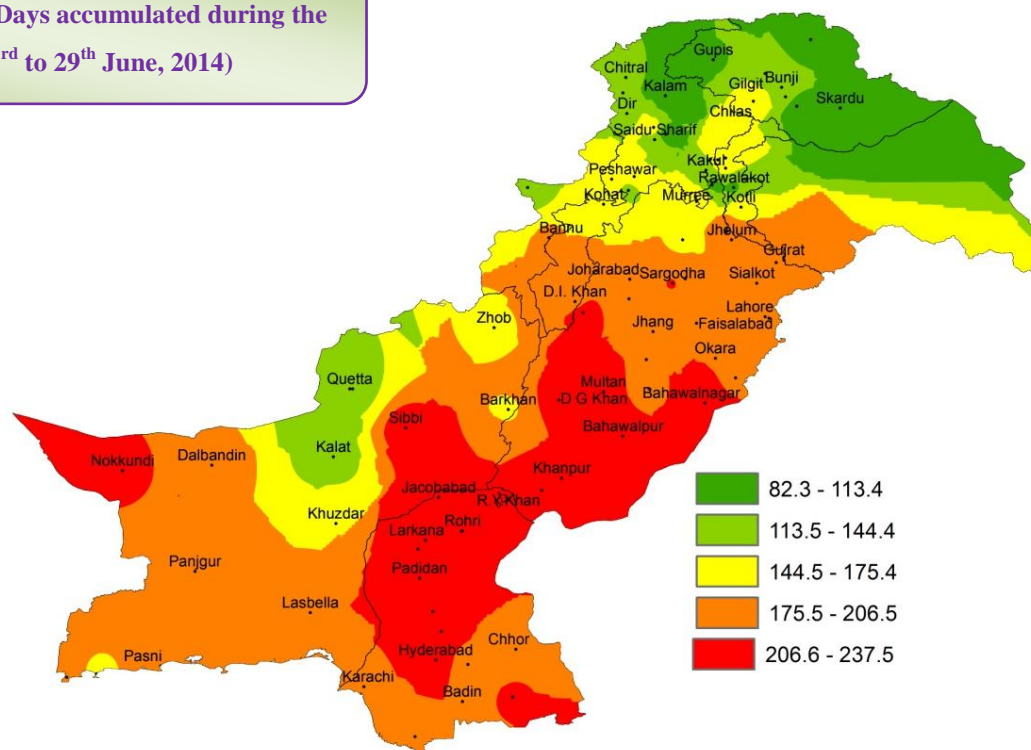 Days accumulated during the
rd to 29th June, 2014)
Gupis
Chitral
Gilgit Bunji
Kalam
Skardu
Dir
Chilas
Saidu Sharif
Kakul
Peshawar
Rawalakot
Kohat
Murree
Kotli
Bannu
Jhelum
Gujrat
Joharabad
Sargodha
Sialkot
D.I. Khan
Lahore
Zhob
Jhang
Faisalabad
Okara
Quetta
Multan
Barkhan
D G Khan
Bahawalnagar
Sibbi
Bahawalpur
Kalat
Dalbandin
Nokkundi
Khanpur
Jacobabad
R.Y.Khan
Khuzdar
Rohri
Larkana
Panjgur
Padidan
Lasbella
Chhor
Hyderabad
Pasni
Karachi
Badin
82.3 - 113.4
113.5 - 144.4
144.5 - 175.4
175.5 - 206.5
206.6 - 237.5